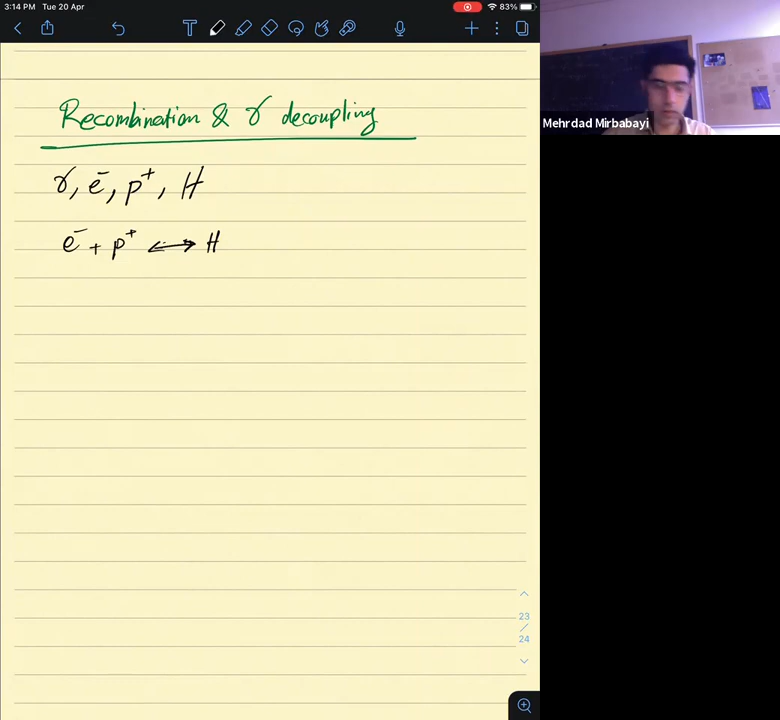 3:14 PM Tue 20 Apr
83%
T
Mehrdad Mirbabayi
Recombination & γ decoupling
γ, e⁻, p⁺, H
e⁻ + p⁺ ⟷ H
23
/
24